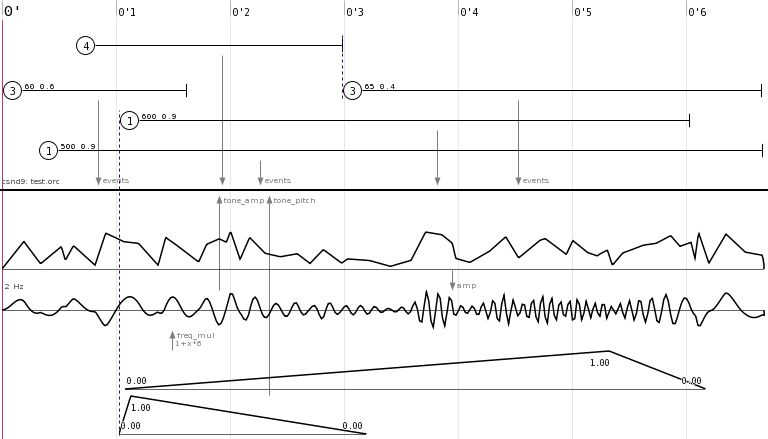 0' 0'1 0'2 0'3 0'4 0'5 0'6
4
3 60 0.6 3 65 0.4
1 600 0.9
1 500 0.9
csnd9: test.orc events events events
tone_amp tone_pitch
2 Hz amp
freq_mul
1+x*6
1.00
0.00 0.00
1.00
0.00 0.00